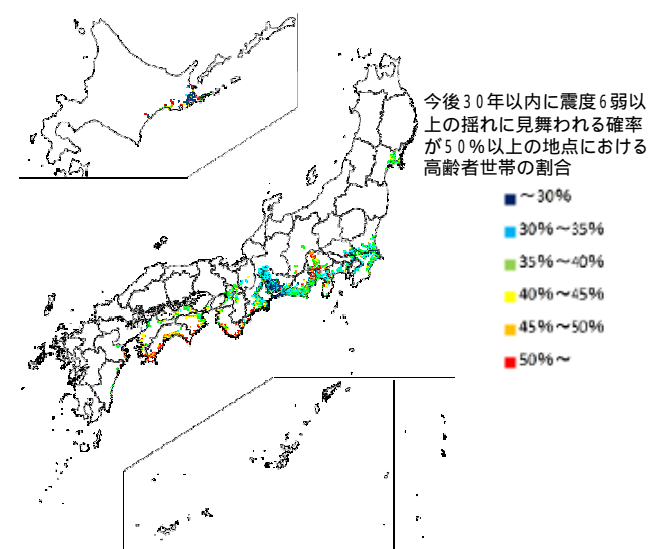 今後30年以内に震度6弱以
上の揺れに見舞われる確率
が50%以上の地点における
高齢者世帯の割合
～30%
30%～35%
35%～40%
40%～45%
45%～50%
50%～